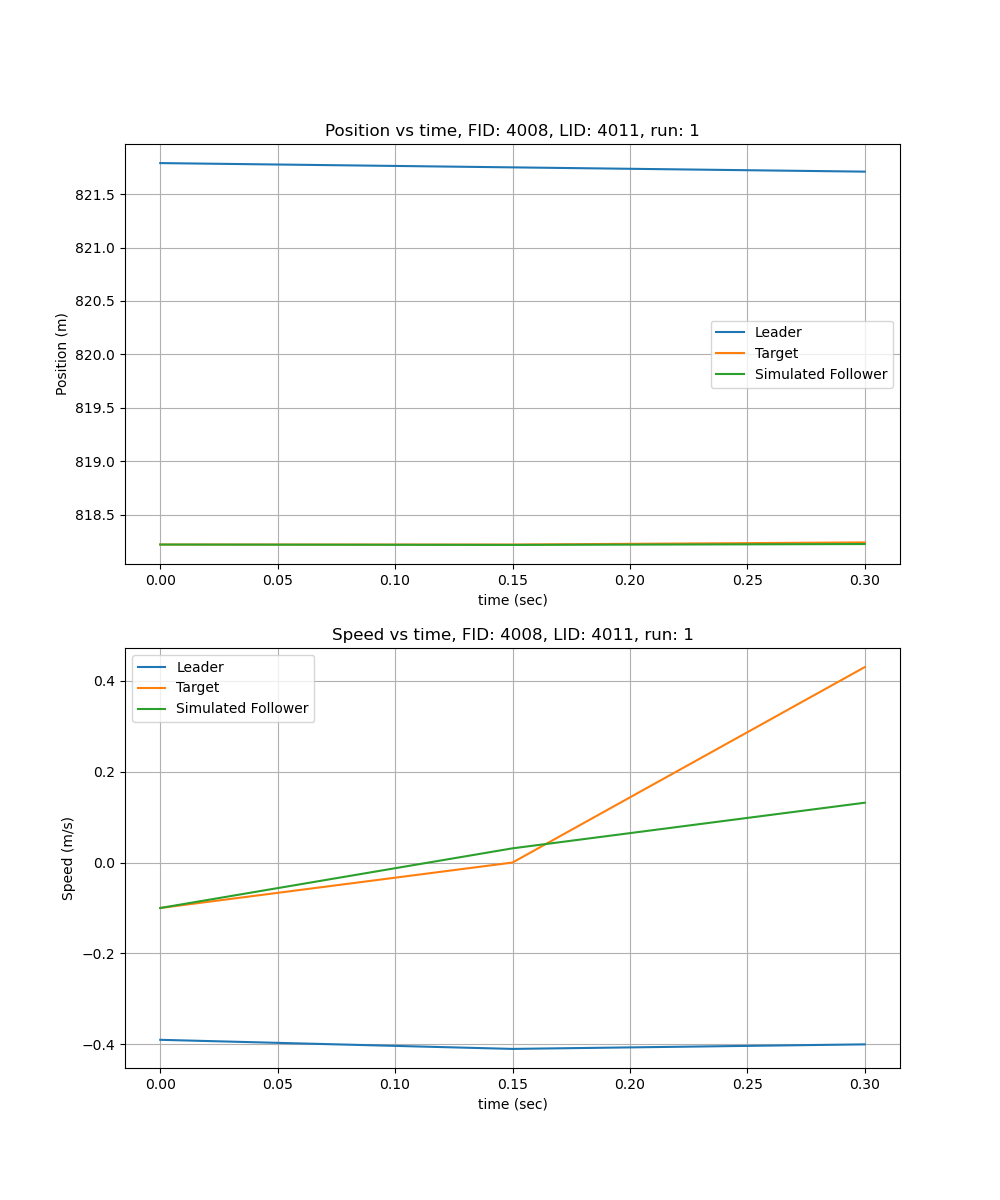 Position vs time, FID: 4008, LID: 4011, run: 1
Position (m)
821.5
821.0
820.5
820.0
819.5
819.0
818.5
Leader
Target
Simulated Follower
0.00 0.05 0.10 0.15 0.20 0.25 0.30
time (sec)
Speed vs time, FID: 4008, LID: 4011, run: 1
Speed (m/s)
Leader
Target
Simulated Follower
0.4
0.2
0.0
−0.2
−0.4
0.00 0.05 0.10 0.15 0.20 0.25 0.30
time (sec)